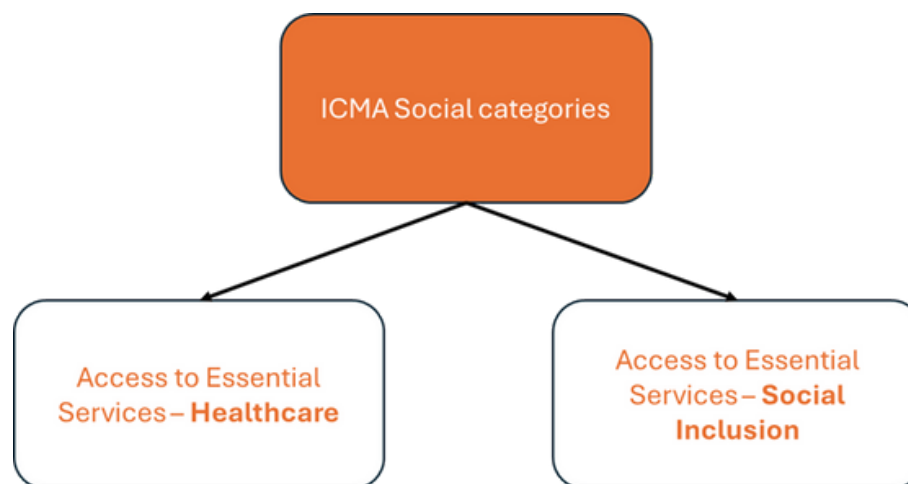 ICMA Social categories
Access to Essential
Services – Healthcare
Access to Essential
Services – Social
Inclusion